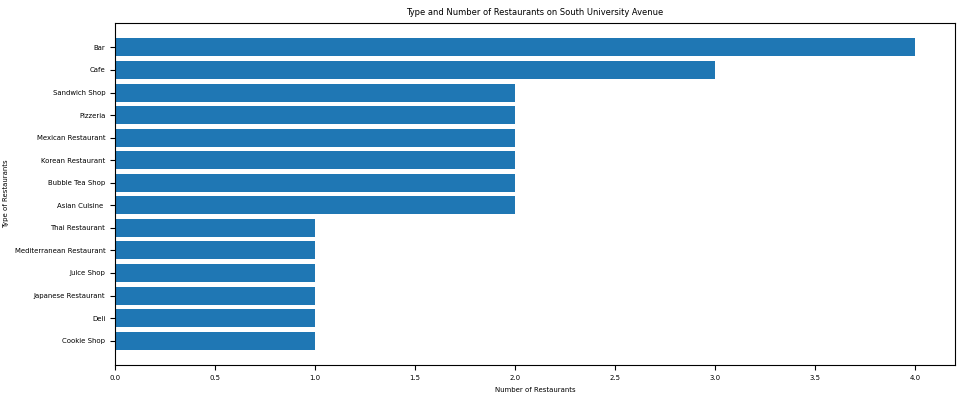 Type and Number of Restaurants on South University Avenue
Type of Restaurants
Bar
Cafe
Sandwich Shop
Pizzeria
Mexican Restaurant
Korean Restaurant
Bubble Tea Shop
Asian Cuisine
Thai Restaurant
Mediterranean Restaurant
Juice Shop
Japanese Restaurant
Deli
Cookie Shop
0.0 0.5 1.0 1.5 2.0 2.5 3.0 3.5 4.0
Number of Restaurants